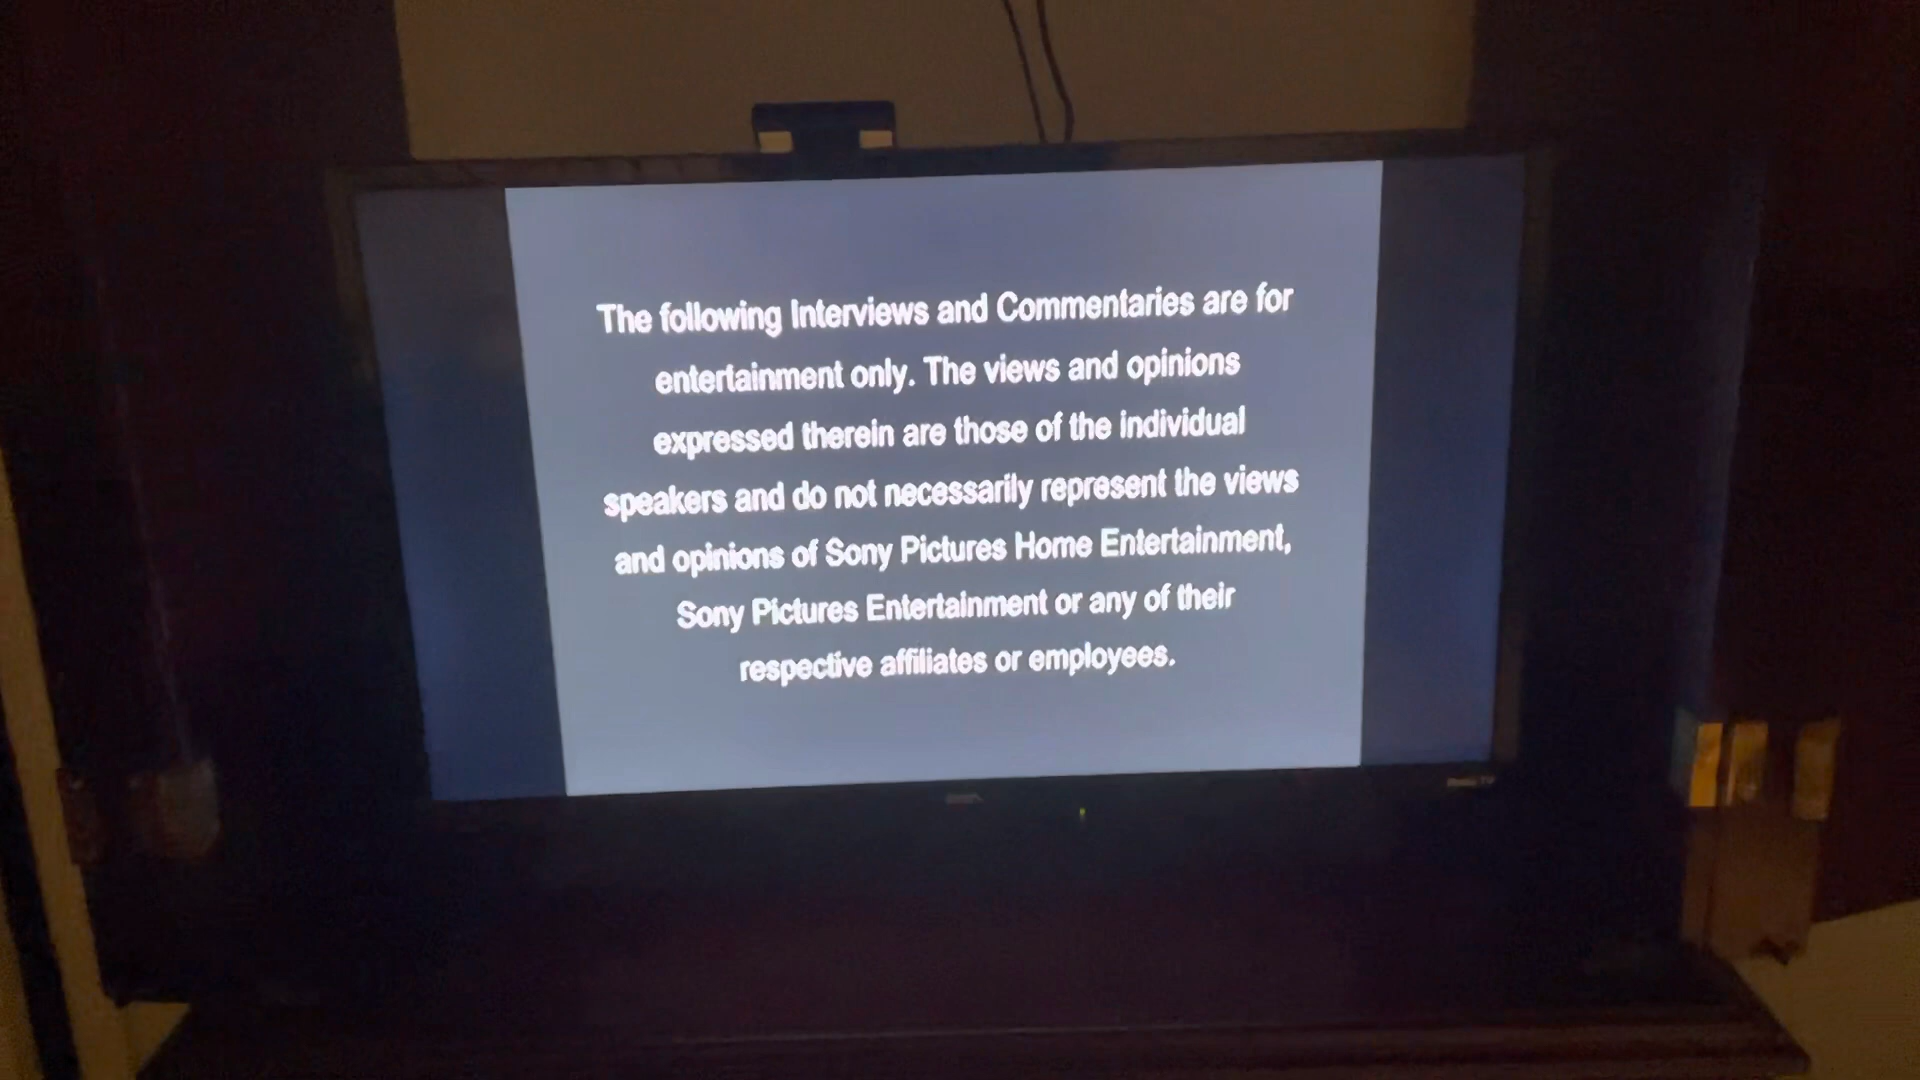 The following Interviews and Commentaries are for
entertainment only. The views and opinions
expressed therein are those of the individual
speakers and do not necessarily represent the views
and opinions of Sony Pictures Home Entertainment,
Sony Pictures Entertainment or any of their
respective affiliates or employees.